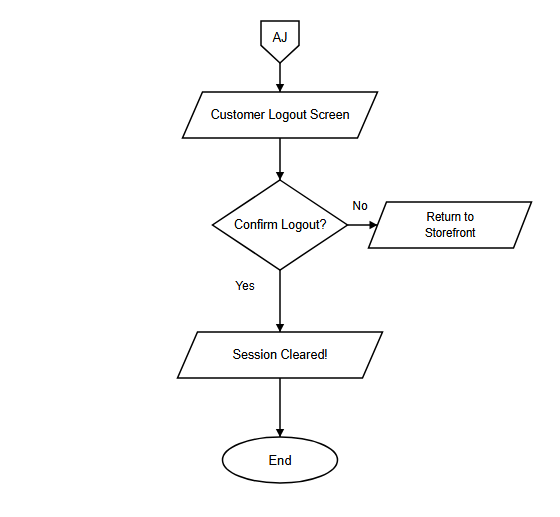 AJ
Customer Logout Screen
Confirm Logout?
No
Return to
Storefront
Yes
Session Cleared!
End